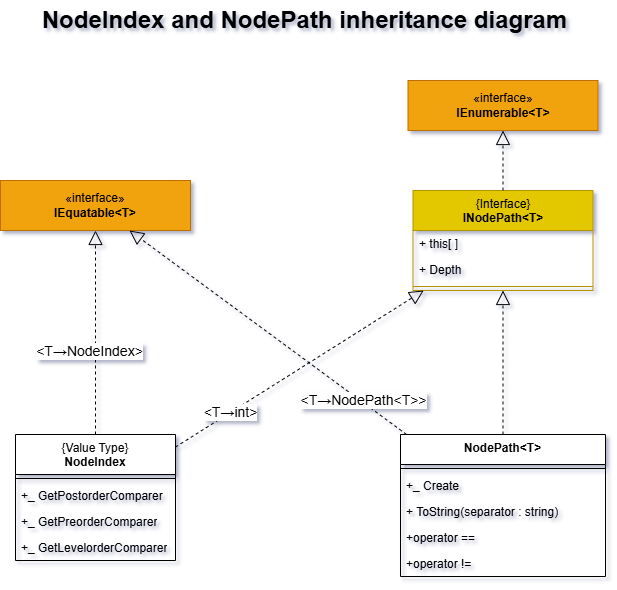 NodeIndex and NodePath inheritance diagram
«interface»
IEnumerable<T>
«interface»
IEquatable<T>
{Interface}
INodePath<T>
+ this[ ]
+ Depth
<T→NodeIndex>
<T→int>
<T→NodePath<T>>
{Value Type}
NodeIndex
+_ GetPostorderComparer
+_ GetPreorderComparer
+_ GetLevelorderComparer
NodePath<T>
+_ Create
+ ToString(separator : string)
+operator ==
+operator !=